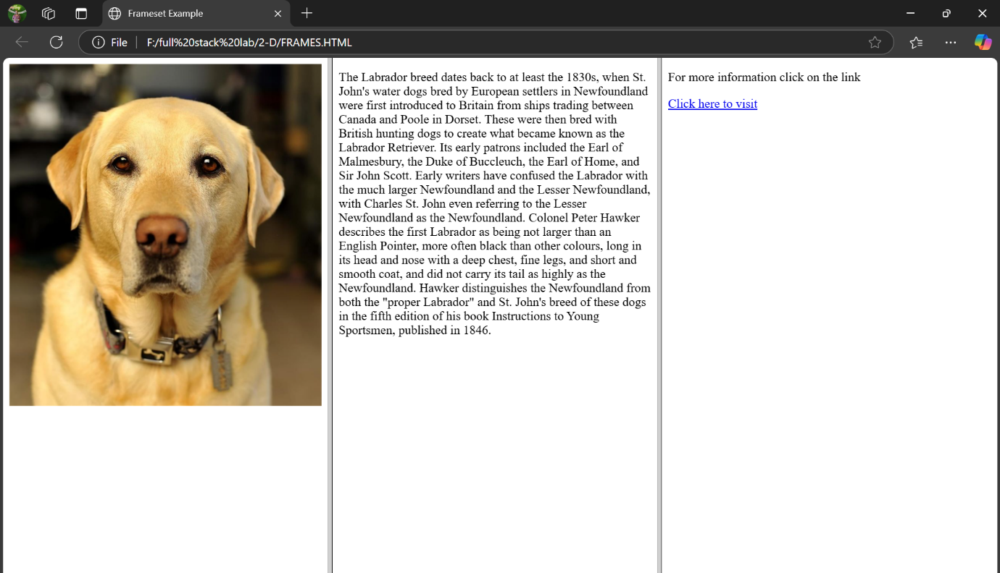 Frameset Example
File
F:/full%20stack%20lab/2-D/FRAMES.HTML
The Labrador breed dates back to at least the 1830s, when St.
John's water dogs bred by European settlers in Newfoundland
were first introduced to Britain from ships trading between
Canada and Poole in Dorset. These were then bred with
British hunting dogs to create what became known as the
Labrador Retriever. Its early patrons included the Earl of
Malmesbury, the Duke of Buccleuch, the Earl of Home, and
Sir John Scott. Early writers have confused the Labrador with
the much larger Newfoundland and the Lesser Newfoundland,
with Charles St. John even referring to the Lesser
Newfoundland as the Newfoundland. Colonel Peter Hawker
describes the first Labrador as being not larger than an
English Pointer, more often black than other colours, long in
its head and nose with a deep chest, fine legs, and short and
smooth coat, and did not carry its tail as highly as the
Newfoundland. Hawker distinguishes the Newfoundland from
both the "proper Labrador" and St. John's breed of these dogs
in the fifth edition of his book Instructions to Young
Sportsmen, published in 1846.
For more information click on the link
Click here to visit